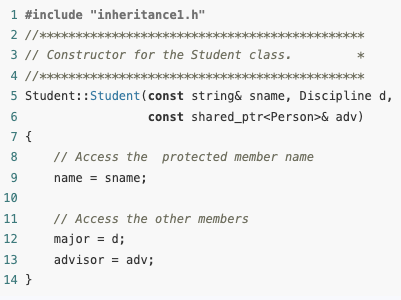 1 #include "inheritance1.h"
2 //*********************************************
3 // Constructor for the Student class.         *
4 //*********************************************
5 Student::Student(const string& sname, Discipline d,
6                  const shared_ptr<Person>& adv)
7 {
8     // Access the  protected member name
9     name = sname;
10
11     // Access the other members
12     major = d;
13     advisor = adv;
14 }